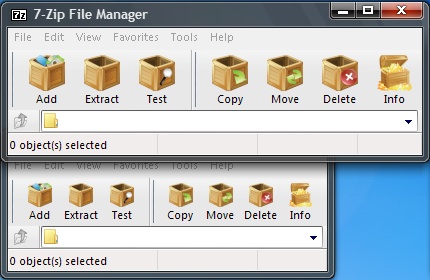 7-Zip File Manager
File Edit View Favorites Tools Help
Add Extract Test Copy Move Delete Info
0 object(s) selected
File Edit View Favorites Tools Help
Add Extract Test Copy Move Delete Info
0 object(s) selected